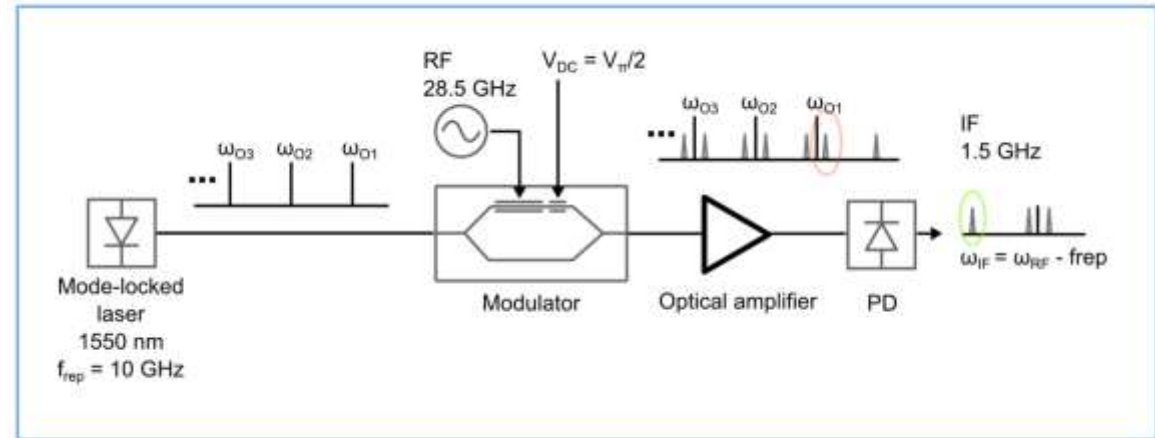 RF
28.5 GHz
V_DC = V_π/2
ω_O3 ω_O2 ω_O1
ω_O3 ω_O2 ω_O1
IF
1.5 GHz
ω_IF = ω_RF - frep
Mode-locked
laser
1550 nm
f_rep = 10 GHz
Modulator
Optical amplifier
PD